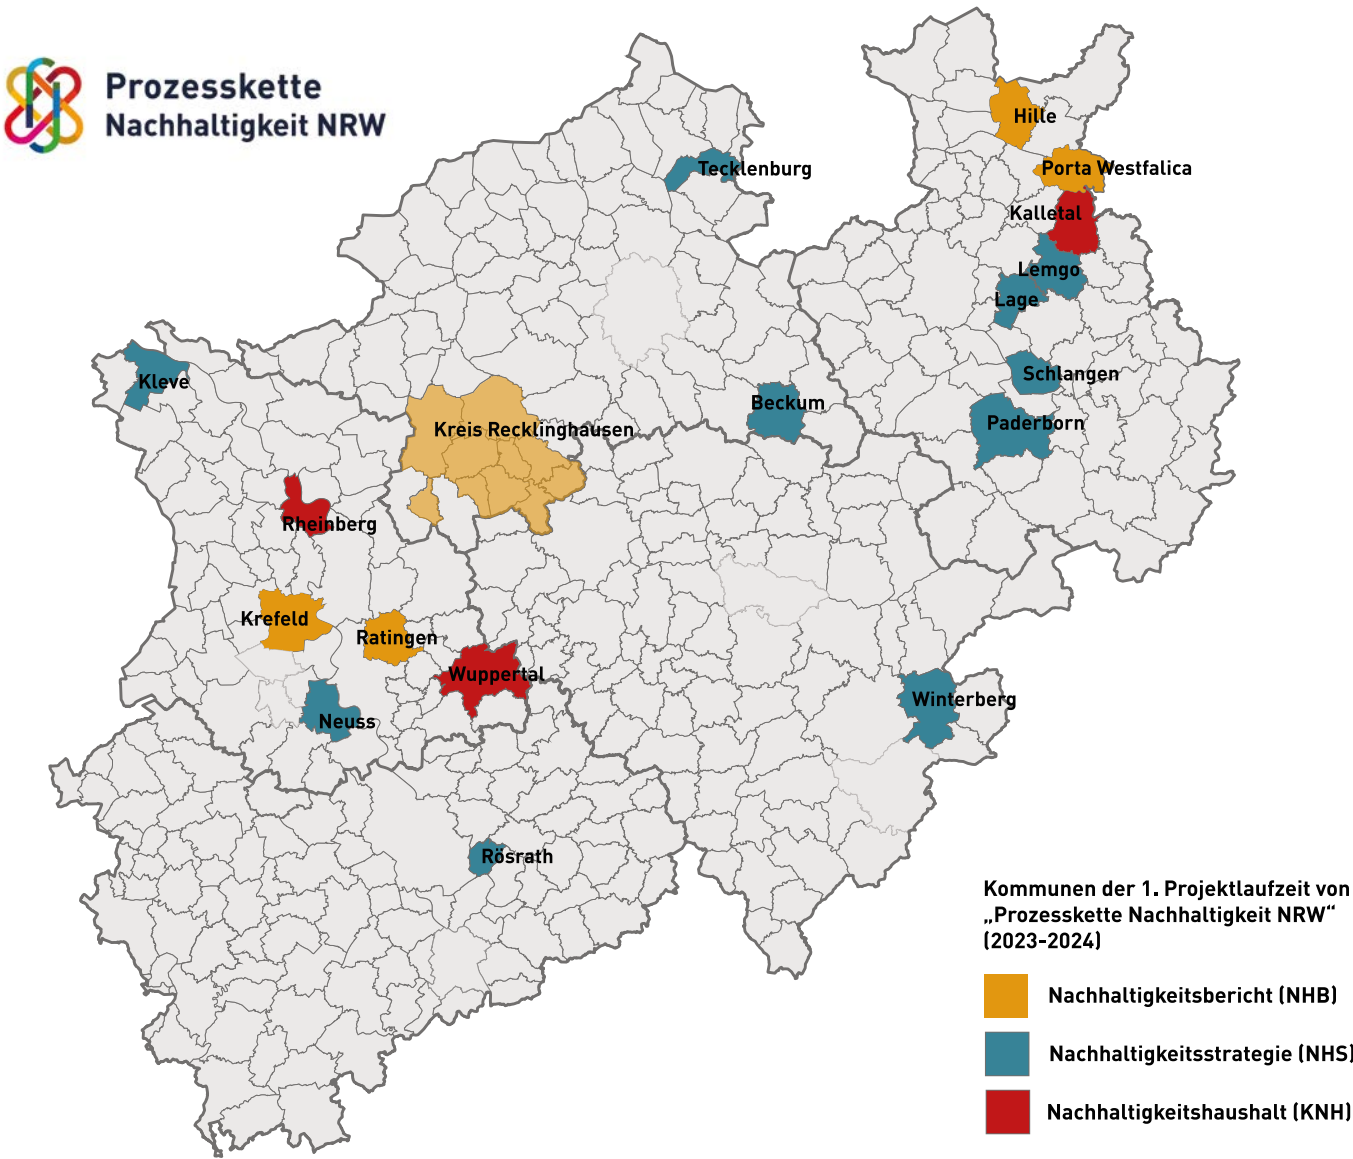 Prozesskette
Nachhaltigkeit NRW
Hille
Porta Westfalica
Tecklenburg
Kalletal
Lemgo
Lage
Schlangen
Kleve
Beckum
Paderborn
Kreis Recklinghausen
Rheinberg
Krefeld
Ratingen
Wuppertal
Winterberg
Neuss
Rösrath
Kommunen der 1. Projektlaufzeit von
„Prozesskette Nachhaltigkeit NRW“
(2023-2024)
Nachhaltigkeitsbericht (NHB)
Nachhaltigkeitsstrategie (NHS)
Nachhaltigkeitshaushalt (KNH)